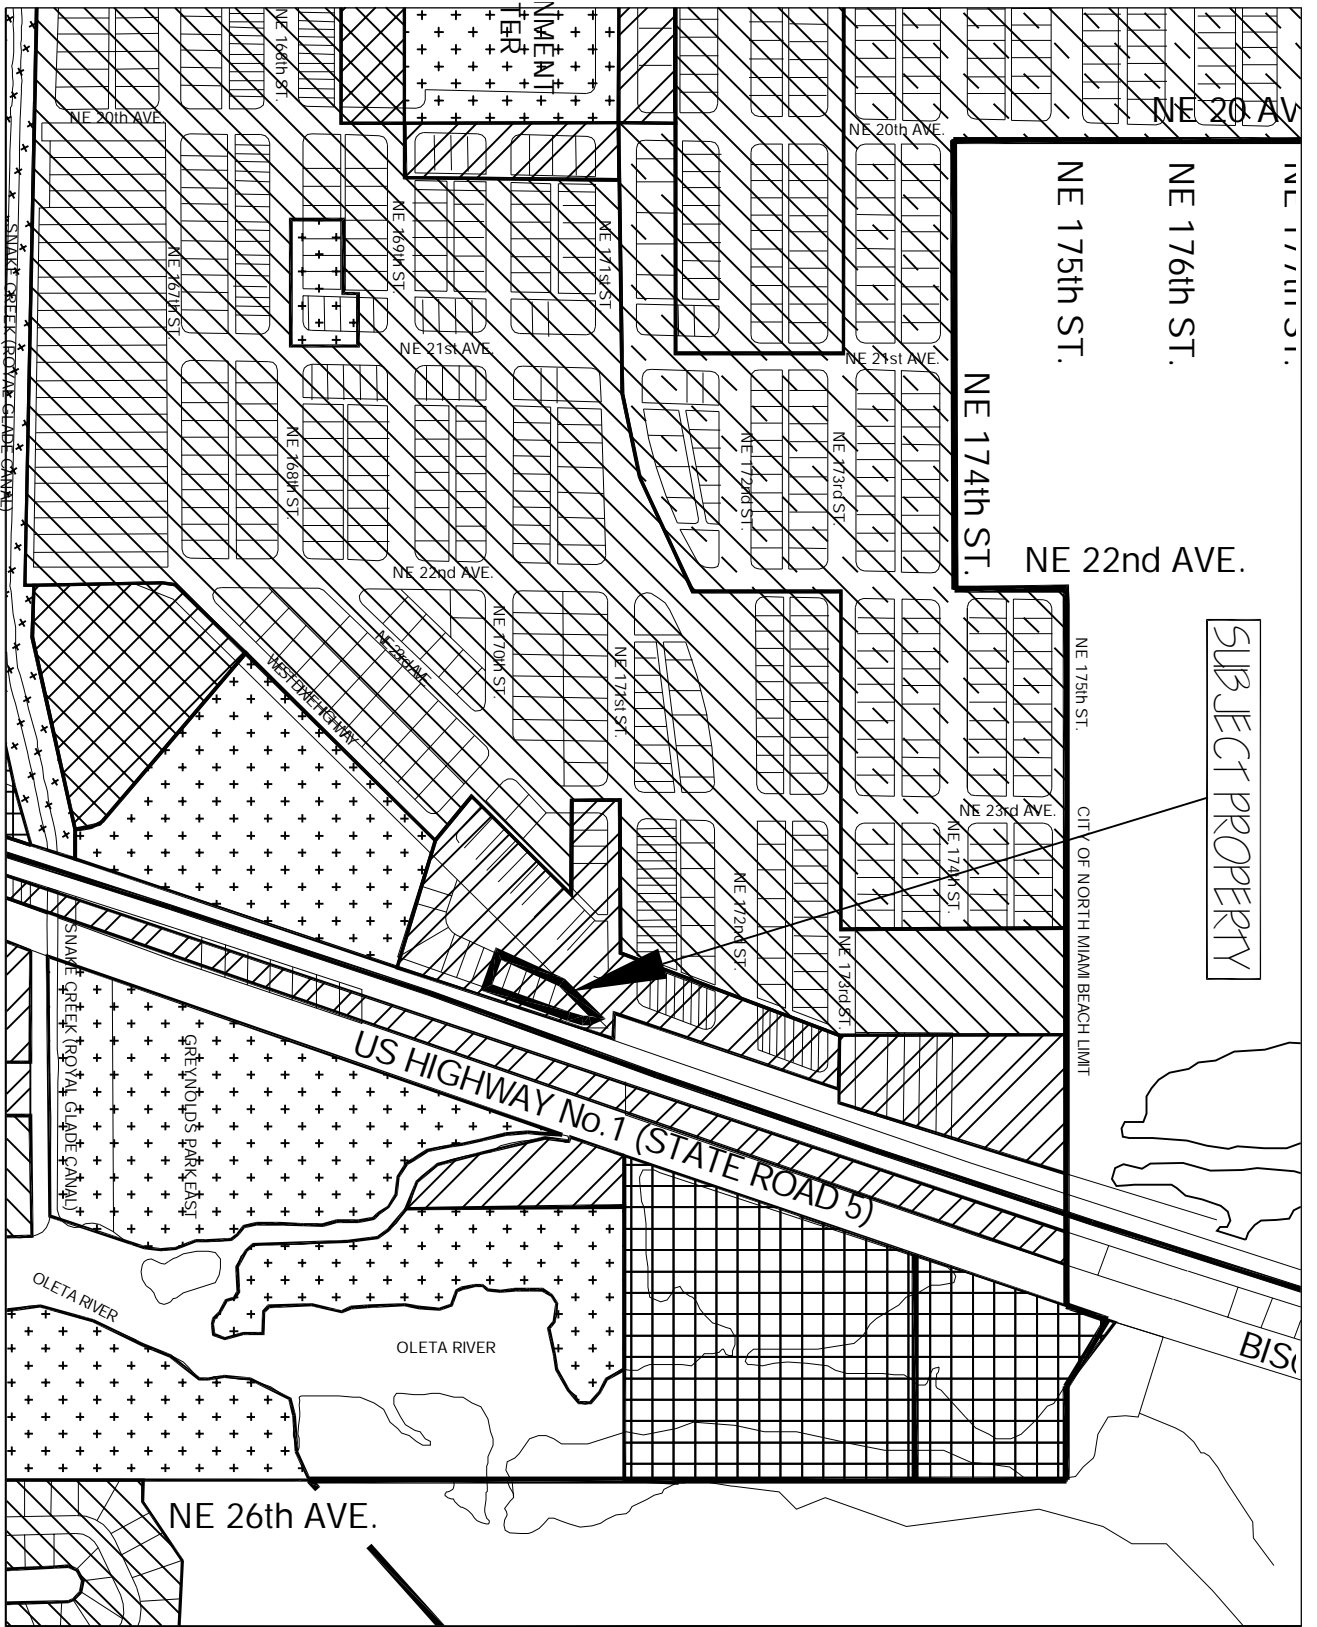 NMENT
TER
NE 168th ST.
NE 20th AVE.
NE 20th AVE.
NE 20 AV
NE 175th ST.
NE 176th ST.
NE 167th ST.
NE 169th ST.
NE 171st ST.
SNAKE CREEK (ROYAL GLADE CANAL)
NE 21st AVE.
NE 21st AVE.
NE 174th ST.
NE 168th ST.
NE 172nd ST.
NE 173rd ST.
NE 22nd AVE.
NE 22nd AVE.
NE 170th ST.
NE 171st ST.
NE 23rd AVE.
WEST DIXIE HIGHWAY
NE 175th ST.
SUBJECT PROPERTY
NE 23rd AVE.
NE 174th ST.
CITY OF NORTH MIAMI BEACH LIMIT
NE 172nd ST.
NE 173rd ST.
SNAKE CREEK (ROYAL GLADE CANAL)
GREYNOLDS PARK EAST
US HIGHWAY No.1 (STATE ROAD 5)
OLETA RIVER
OLETA RIVER
BISC
NE 26th AVE.